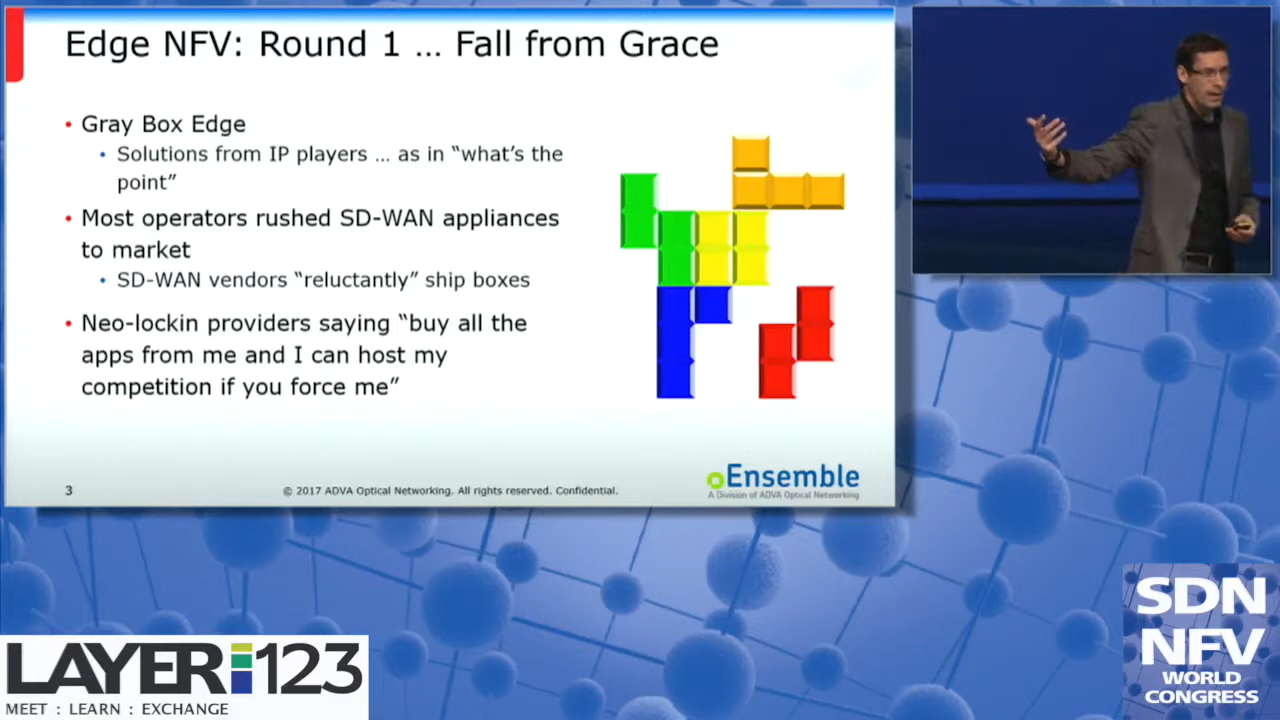 Edge NFV: Round 1 … Fall from Grace
• Gray Box Edge
• Solutions from IP players … as in “what’s the
point”
• Most operators rushed SD-WAN appliances
to market
• SD-WAN vendors “reluctantly” ship boxes
• Neo-lockin providers saying “buy all the
apps from me and I can host my
competition if you force me”
3
© 2017 ADVA Optical Networking. All rights reserved. Confidential.
Ensemble
A Division of ADVA Optical Networking
LAYER123
MEET : LEARN : EXCHANGE
SDN
NFV
WORLD
CONGRESS